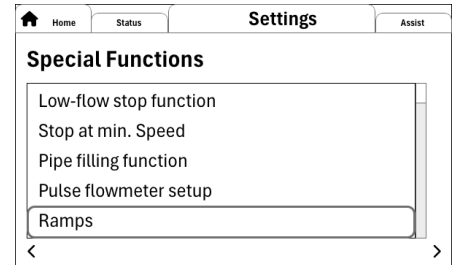 Home Status Settings Assist
Special Functions
Low-flow stop function
Stop at min. Speed
Pipe filling function
Pulse flowmeter setup
Ramps